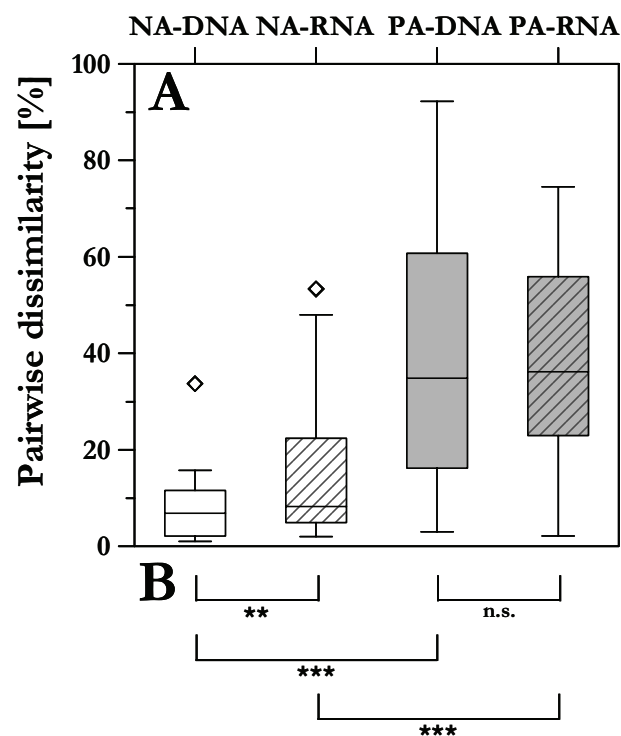 NA-DNA NA-RNA PA-DNA PA-RNA
Pairwise dissimilarity [%]
A
100
80
60
40
20
0
B
**
n.s.
***
***